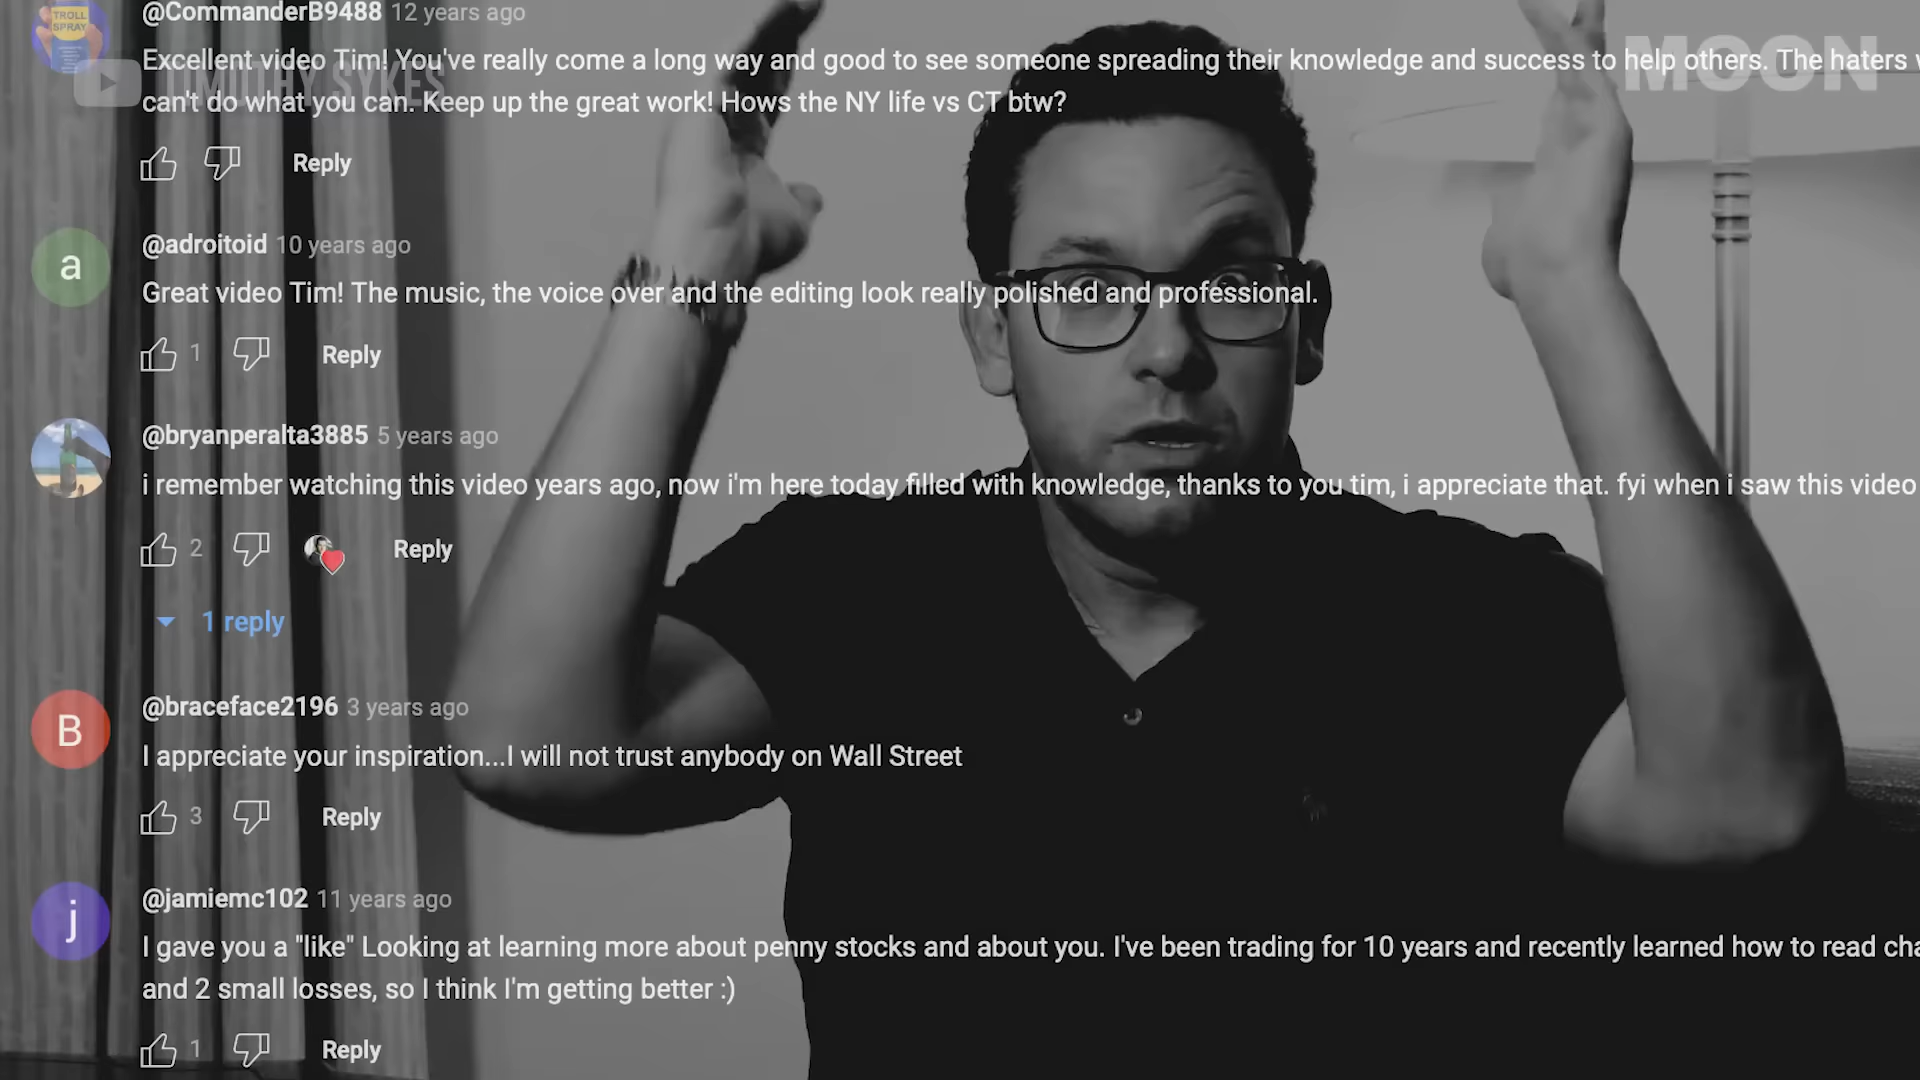 TROLL
SPRAY
@CommanderB9488 12 years ago
Excellent video Tim! You've really come a long way and good to see someone spreading their knowledge and success to help others. The haters
can't do what you can. Keep up the great work! Hows the NY life vs CT btw?
TIMOTHY SYKES
MOON
Reply
a
@adroitoid 10 years ago
Great video Tim! The music, the voice over and the editing look really polished and professional.
1 Reply
@bryanperalta3885 5 years ago
i remember watching this video years ago, now i'm here today filled with knowledge, thanks to you tim, i appreciate that. fyi when i saw this video
2 Reply
1 reply
B
@braceface2196 3 years ago
I appreciate your inspiration...I will not trust anybody on Wall Street
3 Reply
j
@jamiemc102 11 years ago
I gave you a "like" Looking at learning more about penny stocks and about you. I've been trading for 10 years and recently learned how to read
and 2 small losses, so I think I'm getting better :)
1 Reply